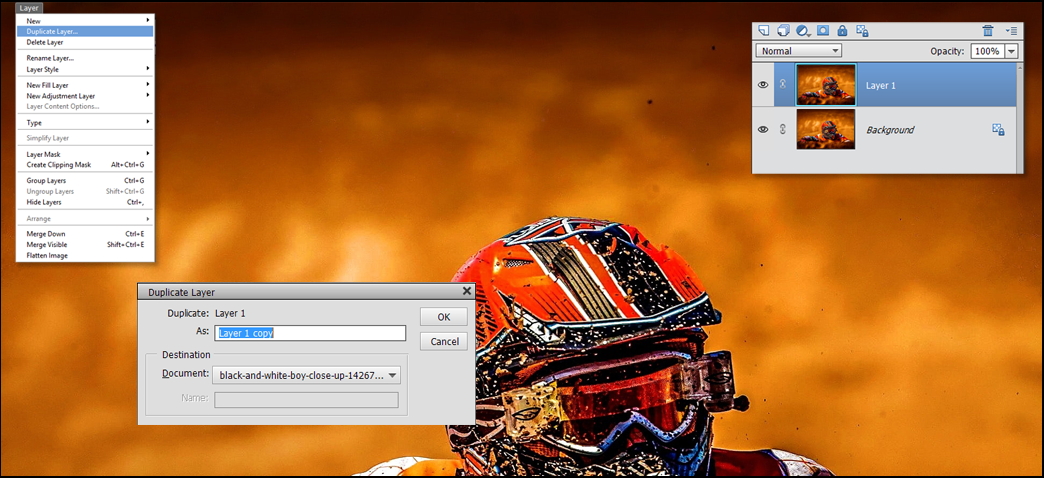 Layer
New
Duplicate Layer...
Delete Layer
Rename Layer...
Layer Style
New Fill Layer
New Adjustment Layer
Layer Content Options...
Type
Simplify Layer
Layer Mask
Create Clipping Mask Alt+Ctrl+G
Group Layers Ctrl+G
Ungroup Layers Shift+Ctrl+G
Hide Layers Ctrl+,
Arrange
Merge Down Ctrl+E
Merge Visible Shift+Ctrl+E
Flatten Image
Normal Opacity: 100%
Layer 1
Background
Duplicate Layer
Duplicate: Layer 1 OK
As: Layer 1 copy
Cancel
Destination
Document: black-and-white-boy-close-up-14267...
Name: